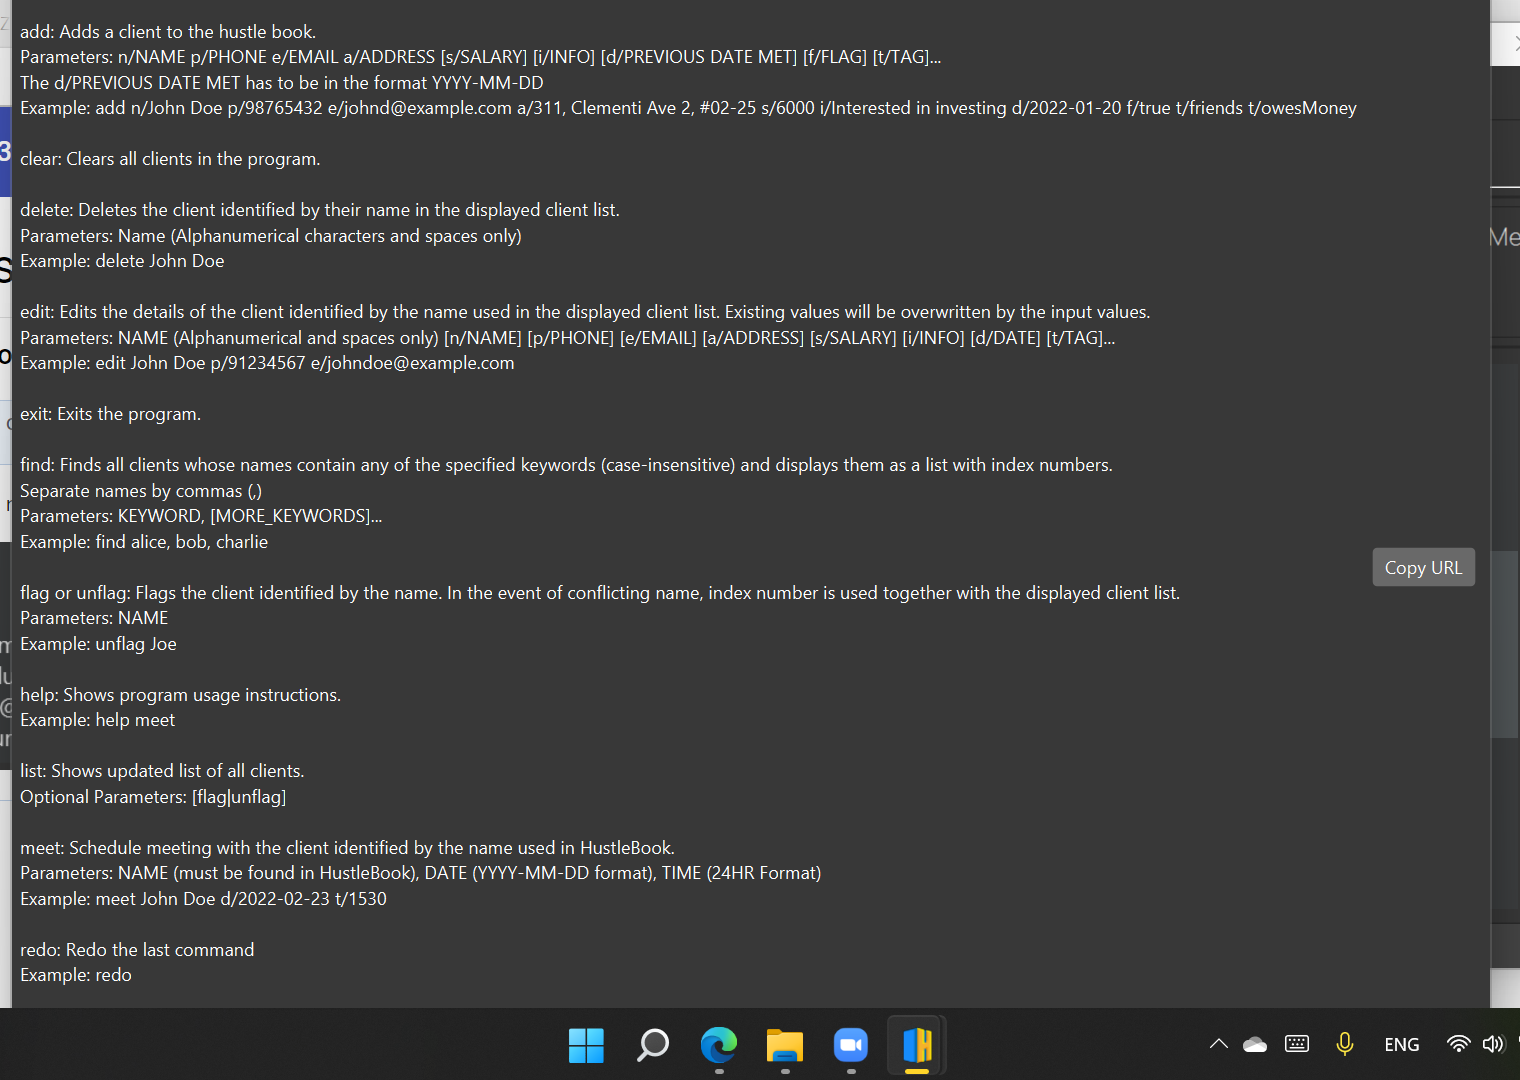 add: Adds a client to the hustle book.
Parameters: n/NAME p/PHONE e/EMAIL a/ADDRESS [s/SALARY] [i/INFO] [d/PREVIOUS DATE MET] [f/FLAG] [t/TAG]...
The d/PREVIOUS DATE MET has to be in the format YYYY-MM-DD
Example: add n/John Doe p/98765432 e/johnd@example.com a/311, Clementi Ave 2, #02-25 s/6000 i/Interested in investing d/2022-01-20 f/true t/friends t/owesMoney
clear: Clears all clients in the program.
delete: Deletes the client identified by their name in the displayed client list.
Parameters: Name (Alphanumerical characters and spaces only)
Example: delete John Doe
edit: Edits the details of the client identified by the name used in the displayed client list. Existing values will be overwritten by the input values.
Parameters: NAME (Alphanumerical and spaces only) [n/NAME] [p/PHONE] [e/EMAIL] [a/ADDRESS] [s/SALARY] [i/INFO] [d/DATE] [t/TAG]...
Example: edit John Doe p/91234567 e/johndoe@example.com
exit: Exits the program.
find: Finds all clients whose names contain any of the specified keywords (case-insensitive) and displays them as a list with index numbers.
Separate names by commas (,)
Parameters: KEYWORD, [MORE_KEYWORDS]...
Example: find alice, bob, charlie
Copy URL
flag or unflag: Flags the client identified by the name. In the event of conflicting name, index number is used together with the displayed client list.
Parameters: NAME
Example: unflag Joe
help: Shows program usage instructions.
Example: help meet
list: Shows updated list of all clients.
Optional Parameters: [flag|unflag]
meet: Schedule meeting with the client identified by the name used in HustleBook.
Parameters: NAME (must be found in HustleBook), DATE (YYYY-MM-DD format), TIME (24HR Format)
Example: meet John Doe d/2022-02-23 t/1530
redo: Redo the last command
Example: redo
ENG